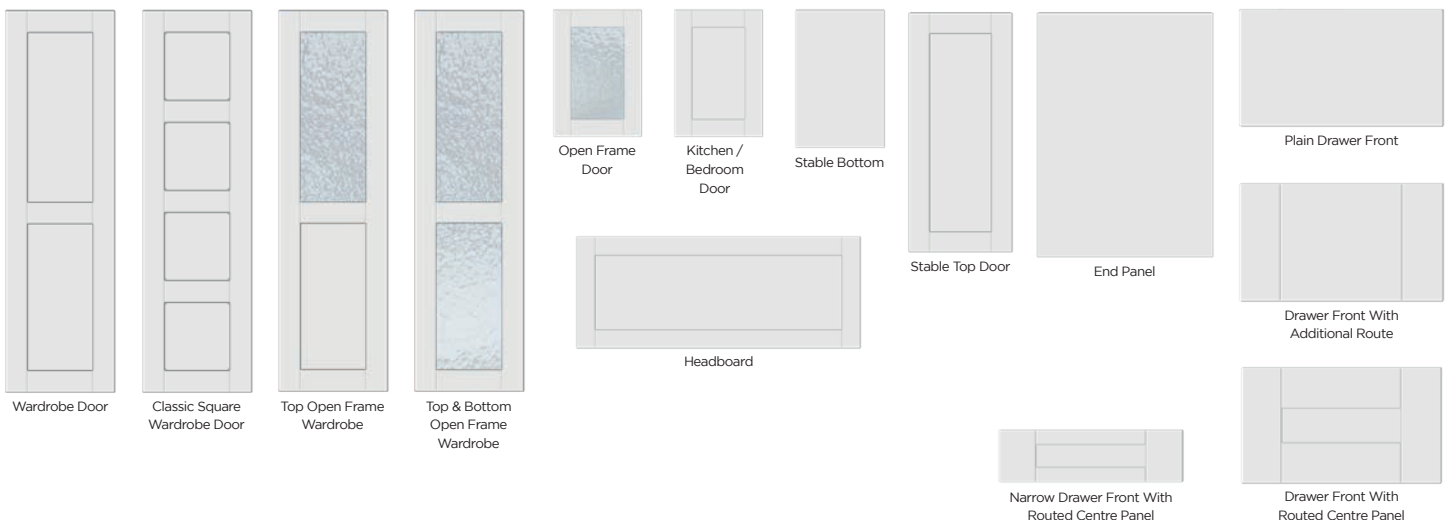 Wardrobe Door
Classic Square
Wardrobe Door
Top Open Frame
Wardrobe
Top & Bottom
Open Frame
Wardrobe
Open Frame
Door
Kitchen /
Bedroom
Door
Stable Bottom
Headboard
Stable Top Door
End Panel
Plain Drawer Front
Drawer Front With
Additional Route
Narrow Drawer Front With
Routed Centre Panel
Drawer Front With
Routed Centre Panel